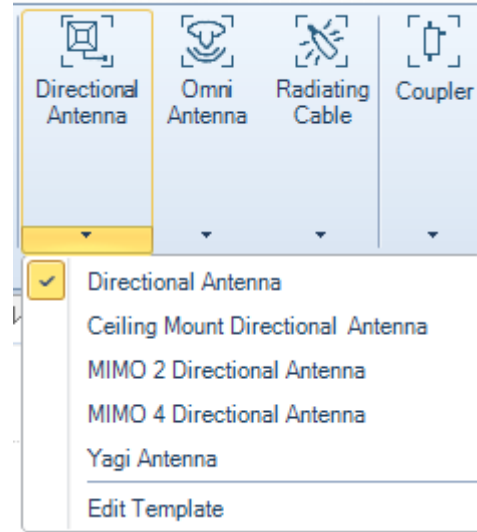 Directional
Antenna
Omni
Antenna
Radiating
Cable
Coupler
Directional Antenna
Ceiling Mount Directional Antenna
MIMO 2 Directional Antenna
MIMO 4 Directional Antenna
Yagi Antenna
Edit Template